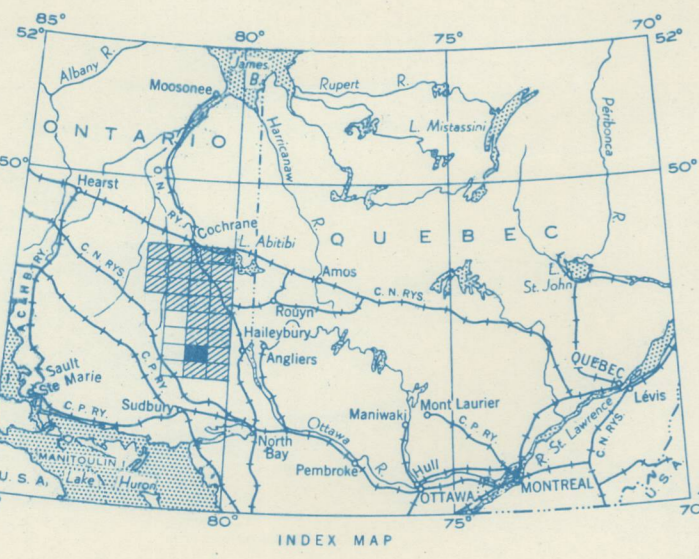 85°
80°
75°
70°
52°
52°
James
B.
Albany R.
Moosonee
Rupert R.
L. Mistassini
Péribonca
R.
ONTARIO
Harricanaw
R.
50°
50°
Hearst
O.N. RY.
Cochrane
L. Abitibi
QUEBEC
C.N. RYS.
Amos
C.N. RYS.
L.
St. John
A.C.& H.B. RY.
Rouyn
Haileybury
Angliers
C.P. RY.
QUEBEC
Sault
Ste Marie
C.P. RY.
Sudbury
Lévis
Maniwaki
Mont Laurier
C.P. RY.
R. St. Lawrence
C.N. RYS.
Ottawa
R.
North
Bay
MANITOULIN I.
Lake Huron
U.S.A.
Pembroke
Hull
OTTAWA
MONTREAL
U.S.A.
80°
75°
70
INDEX MAP